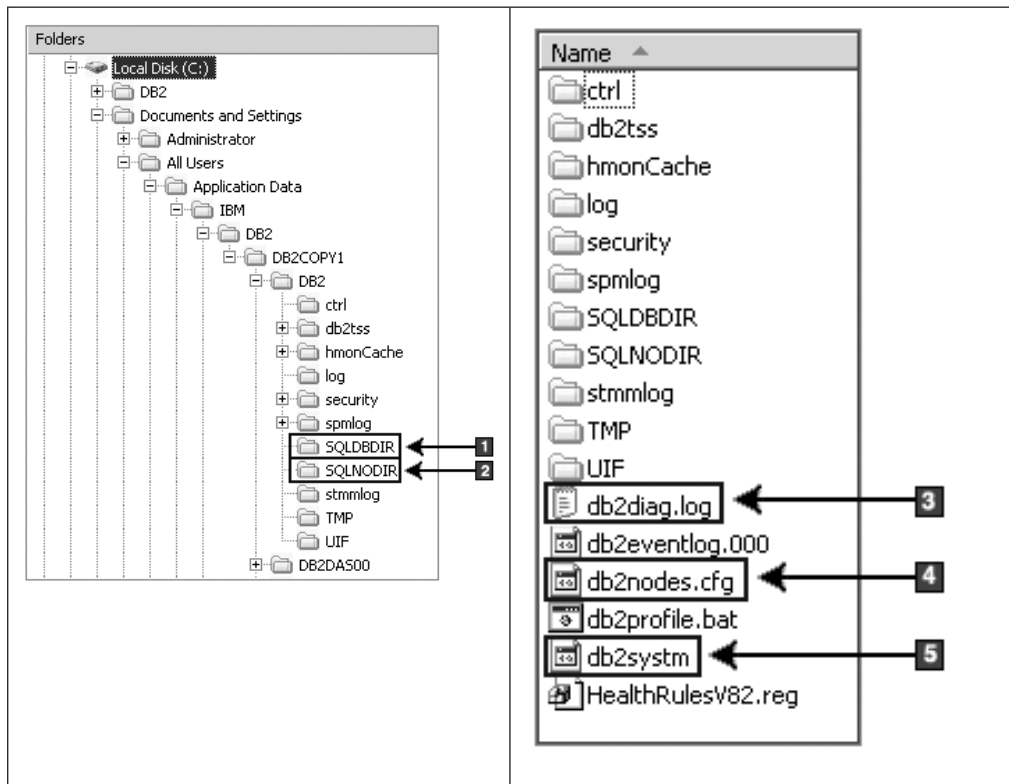 Folders
Local Disk (C:)
DB2
Documents and Settings
Administrator
All Users
Application Data
IBM
DB2
DB2COPY1
DB2
ctrl
db2tss
hmonCache
log
security
spmlog
SQLDBDIR 1
SQLNODIR 2
stmmlog
TMP
UIF
DB2DAS00
Name
ctrl
db2tss
hmonCache
log
security
spmlog
SQLDBDIR
SQLNODIR
stmmlog
TMP
UIF
db2diag.log 3
db2eventlog.000
db2nodes.cfg 4
db2profile.bat
db2systm 5
HealthRulesV82.reg